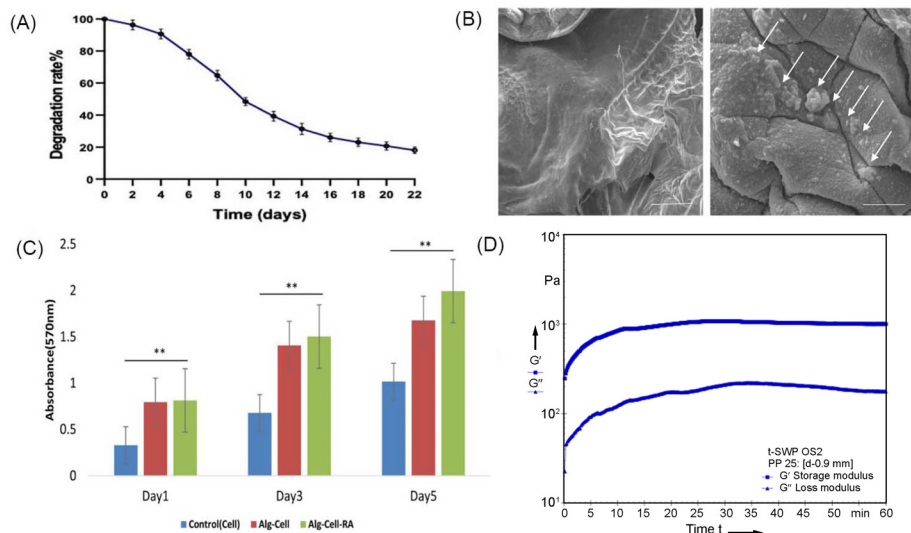 (A)
Degradation rate%
100
80
60
40
20
0
0 2 4 6 8 10 12 14 16 18 20 22
Time (days)
(B)
(C)
Absorbance(570nm)
2.5
2
1.5
1
0.5
0
**
**
**
Day1 Day3 Day5
Control(Cell) Alg-Cell Alg-Cell-RA
(D)
10⁴
Pa
10³
G′
G″
10²
10¹
t-SWP OS2
PP 25: [d-0.9 mm]
G′ Storage modulus
G″ Loss modulus
0 5 10 15 20 25 30 35 40 45 50 min 60
Time t